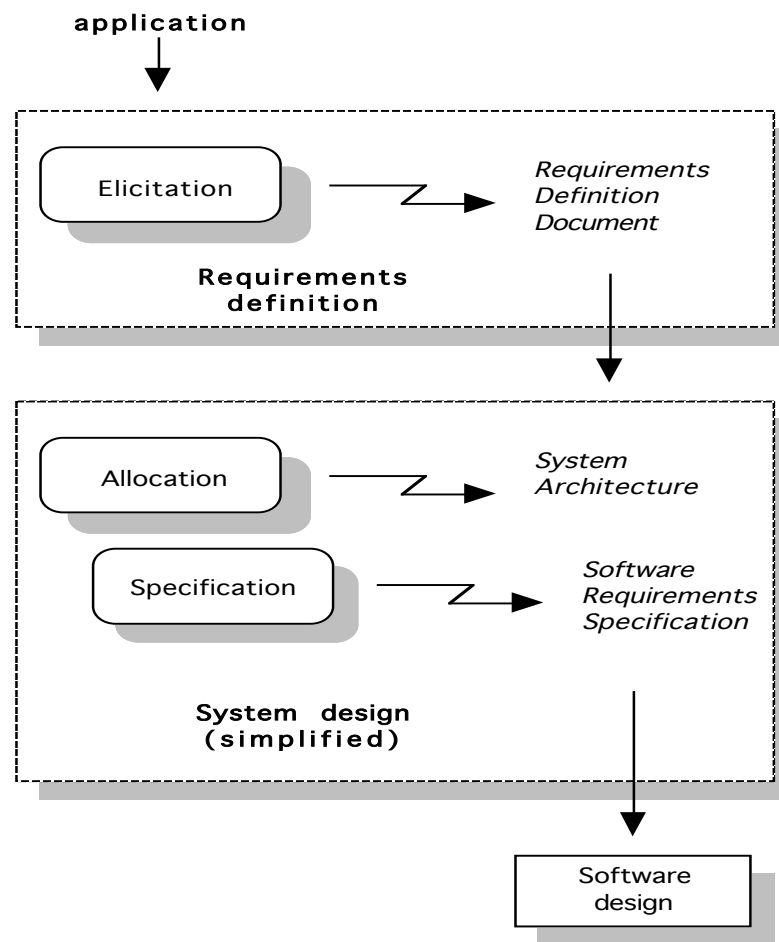 application
Elicitation
Requirements
Definition
Document
Requirements
definition
Allocation
System
Architecture
Specification
Software
Requirements
Specification
System design
(simplified)
Software
design